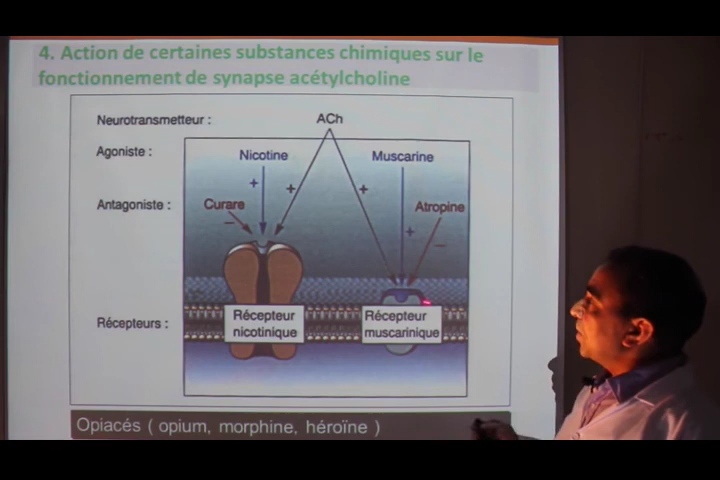 4. Action de certaines substances chimiques sur le
fonctionnement de synapse acétylcholine
Neurotransmetteur : ACh
Agoniste : Nicotine Muscarine
+ + + +
Antagoniste : Curare Atropine
− −
Récepteurs : Récepteur nicotinique Récepteur muscarinique
Opiacés ( opium, morphine, héroïne )